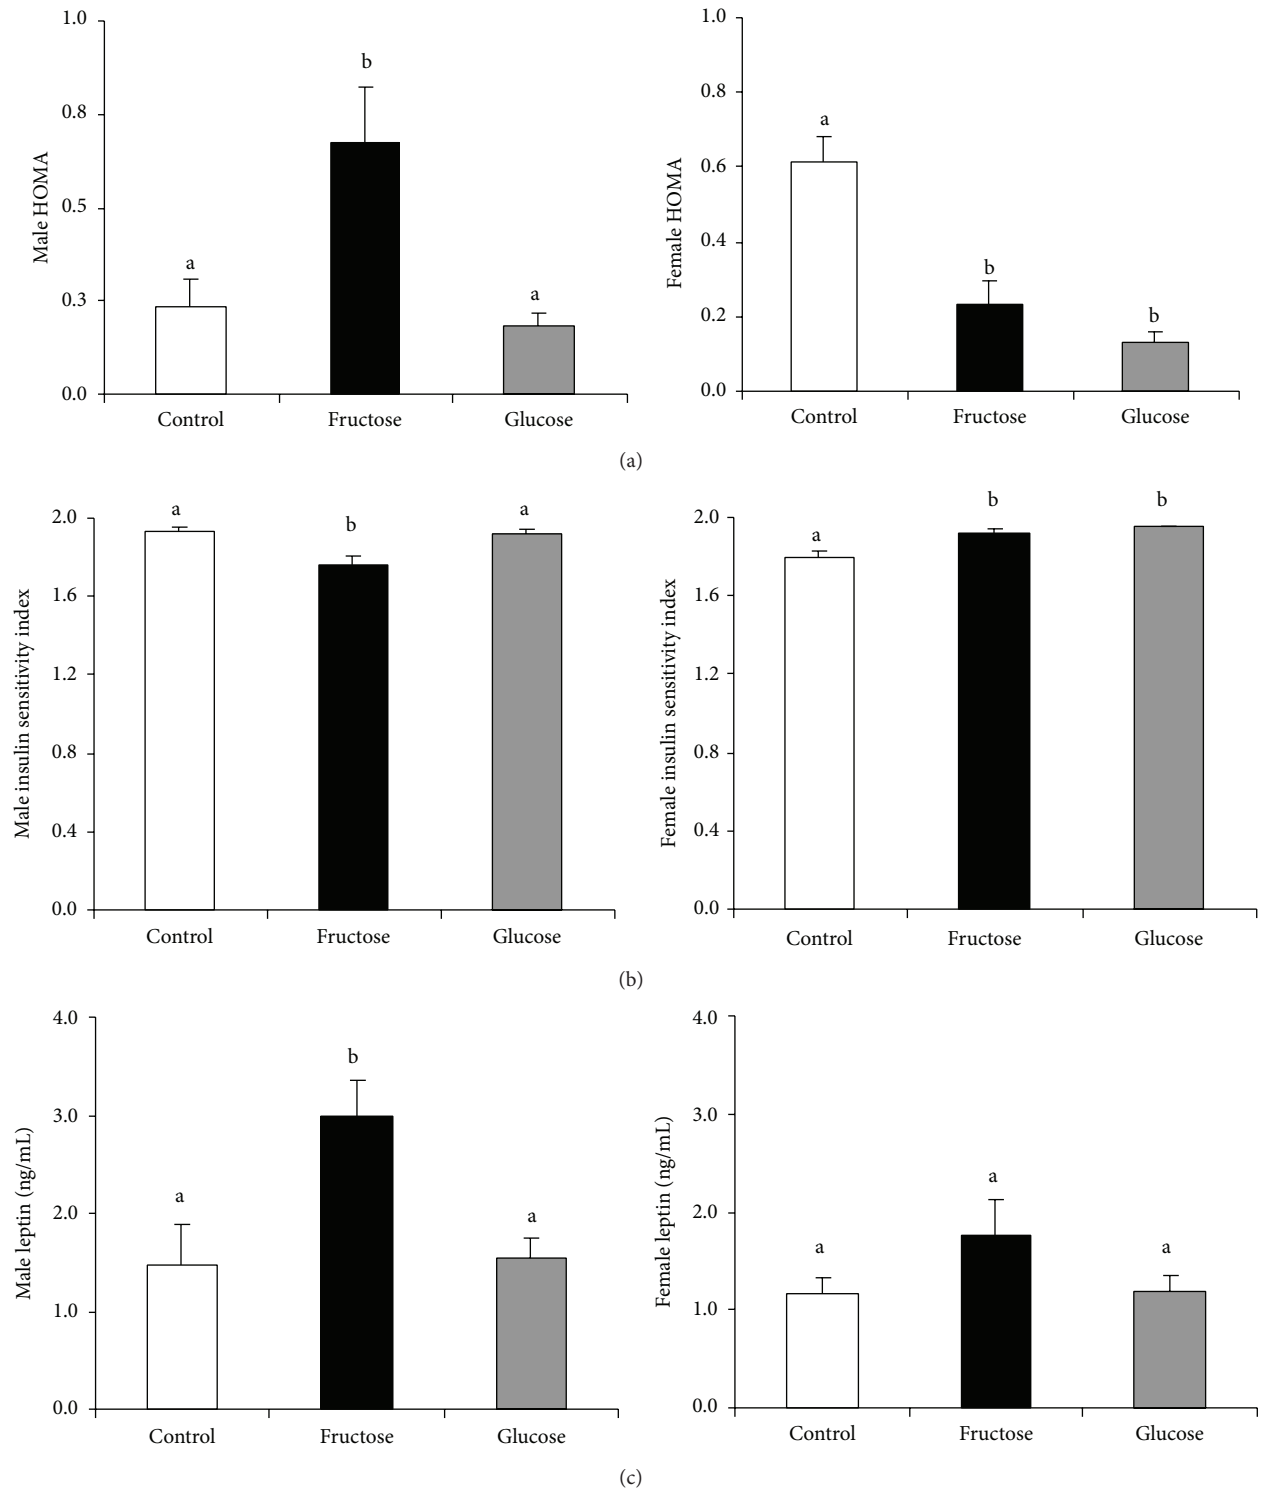 Male HOMA
1.0
0.8
0.5
0.3
0.0
a
b
a
Control Fructose Glucose
Female HOMA
1.0
0.8
0.6
0.4
0.2
0.0
a
b
b
Control Fructose Glucose
(a)
Male insulin sensitivity index
2.0
1.6
1.2
0.8
0.4
0.0
a
b
a
Control Fructose Glucose
Female insulin sensitivity index
2.0
1.6
1.2
0.8
0.4
0.0
a
b
b
Control Fructose Glucose
(b)
Male leptin (ng/mL)
4.0
3.0
2.0
1.0
0.0
a
b
a
Control Fructose Glucose
Female leptin (ng/mL)
4.0
3.0
2.0
1.0
0.0
a
a
a
Control Fructose Glucose
(c)